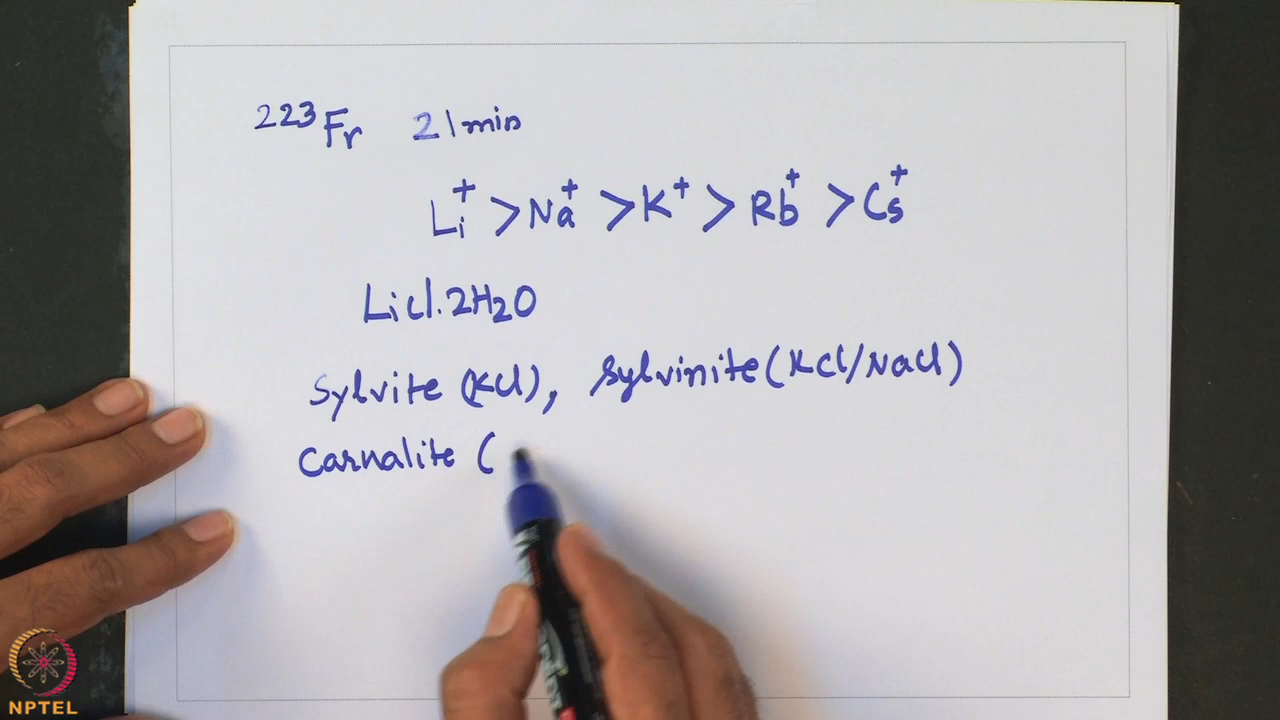 ²²³Fr 21min
Li⁺ > Na⁺ > K⁺ > Rb⁺ > Cs⁺
LiCl.2H₂O
Sylvite (KCl), Sylvinite (KCl/NaCl)
Carnalite (
NPTEL